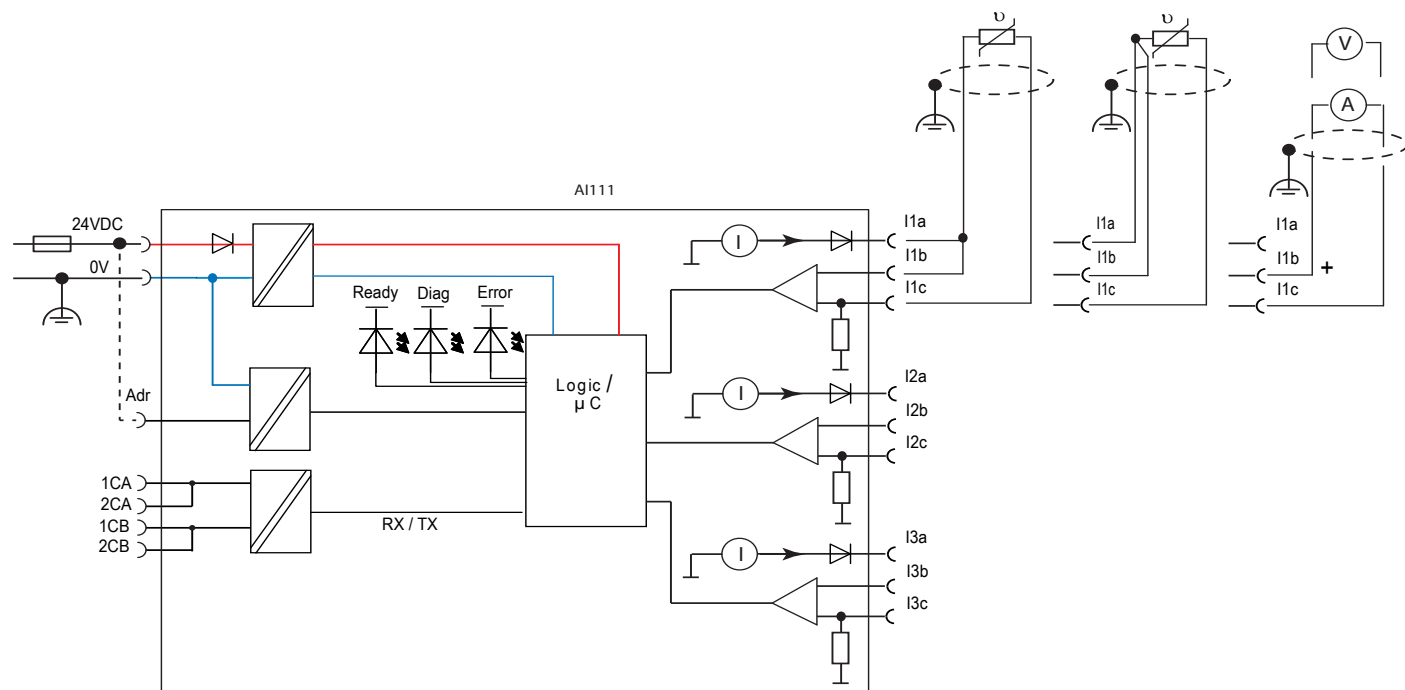 υ
υ
V
A
AI111
24VDC
0V
Ready
Diag
Error
I
I1a
I1b
I1c
I1a
I1b
I1c
I1a
I1b
+
I1c
Logic /
µ C
Adr
I
I2a
I2b
I2c
1CA
2CA
1CB
2CB
RX / TX
I
I3a
I3b
I3c